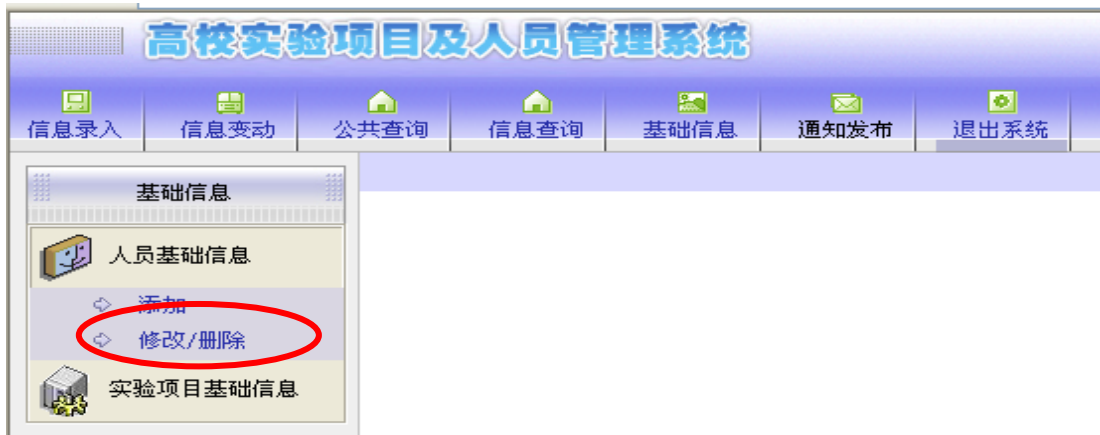 高校实验项目及人员管理系统
信息录入 信息变动 公共查询 信息查询 基础信息 通知发布 退出系统
基础信息
人员基础信息
添加
修改/删除
实验项目基础信息